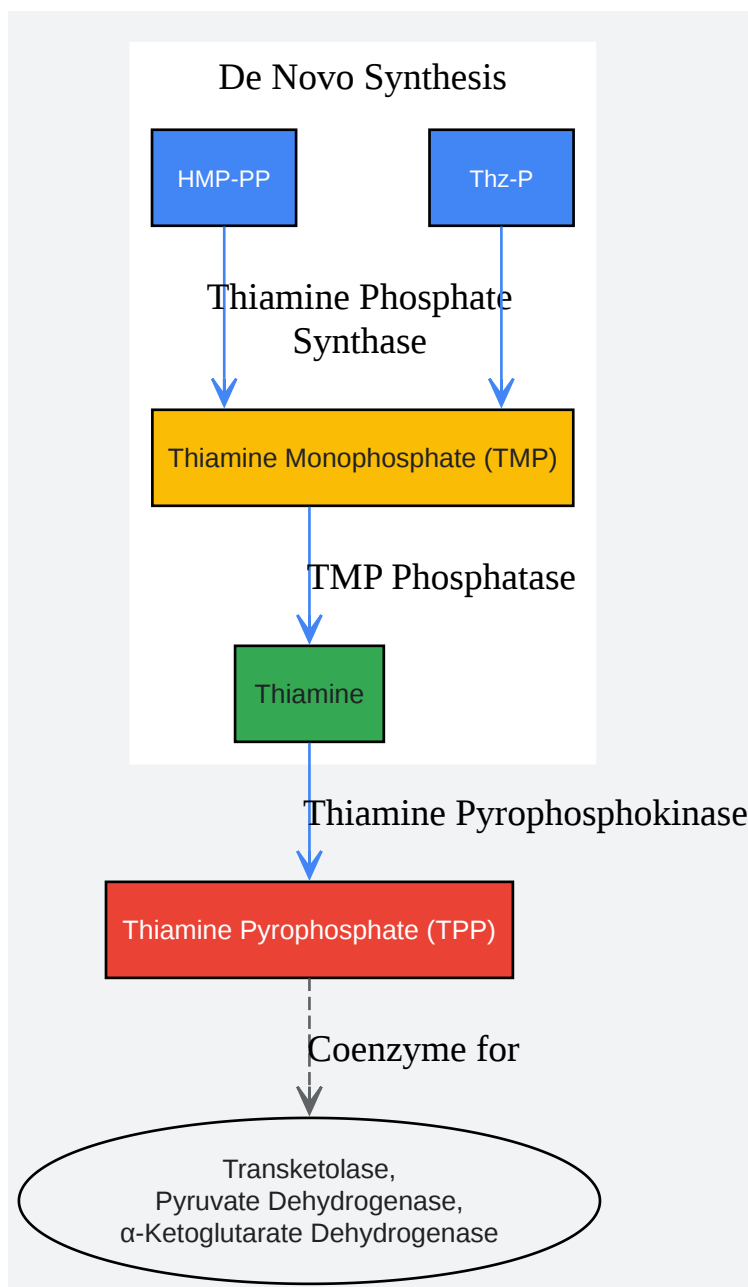 De Novo Synthesis
HMP-PP
Thz-P
Thiamine Phosphate
Synthase
Thiamine Monophosphate (TMP)
TMP Phosphatase
Thiamine
Thiamine Pyrophosphokinase
Thiamine Pyrophosphate (TPP)
Coenzyme for
Transketolase,
Pyruvate Dehydrogenase,
α-Ketoglutarate Dehydrogenase